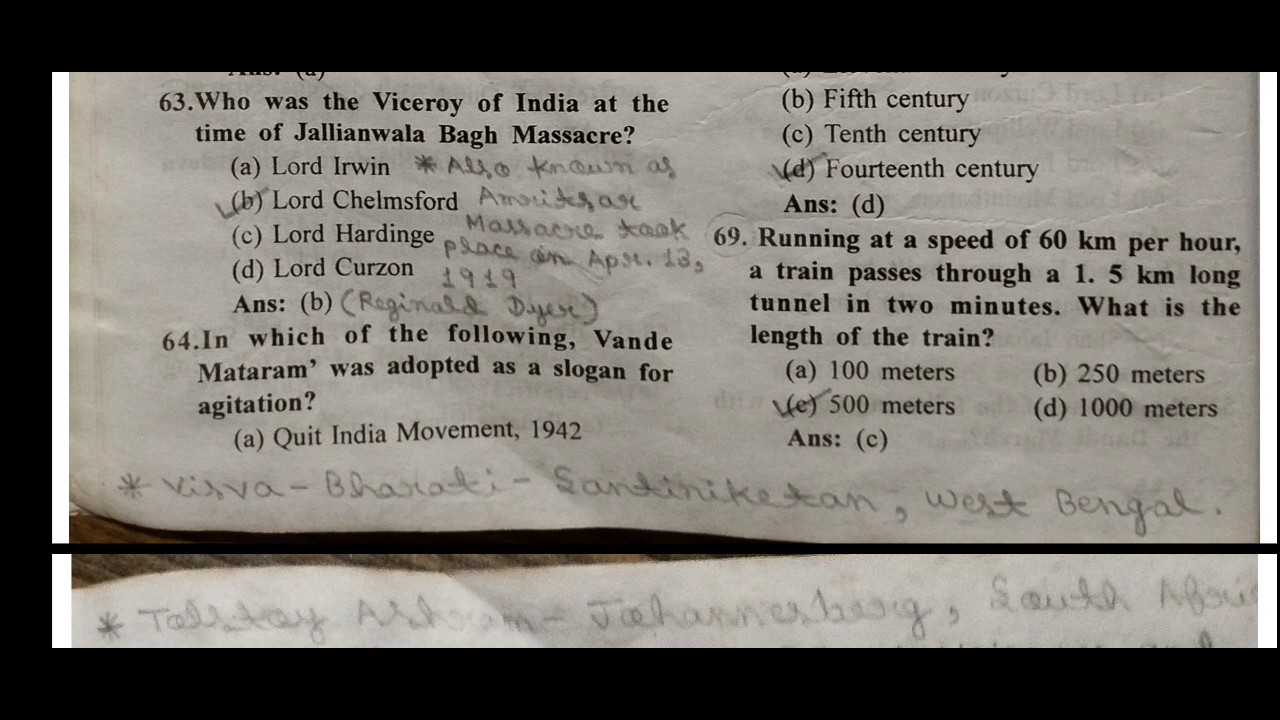 63.Who was the Viceroy of India at the
time of Jallianwala Bagh Massacre?
(a) Lord Irwin * Also known as
(b) Lord Chelmsford Amritsar
(c) Lord Hardinge Massacre took
place on Apr. 13,
(d) Lord Curzon 1919
Ans: (b) (Reginald Dyer)
64.In which of the following, Vande
Mataram’ was adopted as a slogan for
agitation?
(a) Quit India Movement, 1942
(b) Fifth century
(c) Tenth century
(d) Fourteenth century
Ans: (d)
69. Running at a speed of 60 km per hour,
a train passes through a 1. 5 km long
tunnel in two minutes. What is the
length of the train?
(a) 100 meters (b) 250 meters
(c) 500 meters (d) 1000 meters
Ans: (c)
* Visva - Bharati - Santiniketan, West Bengal.
* Tolstoy Ashram - Johannesberg, South